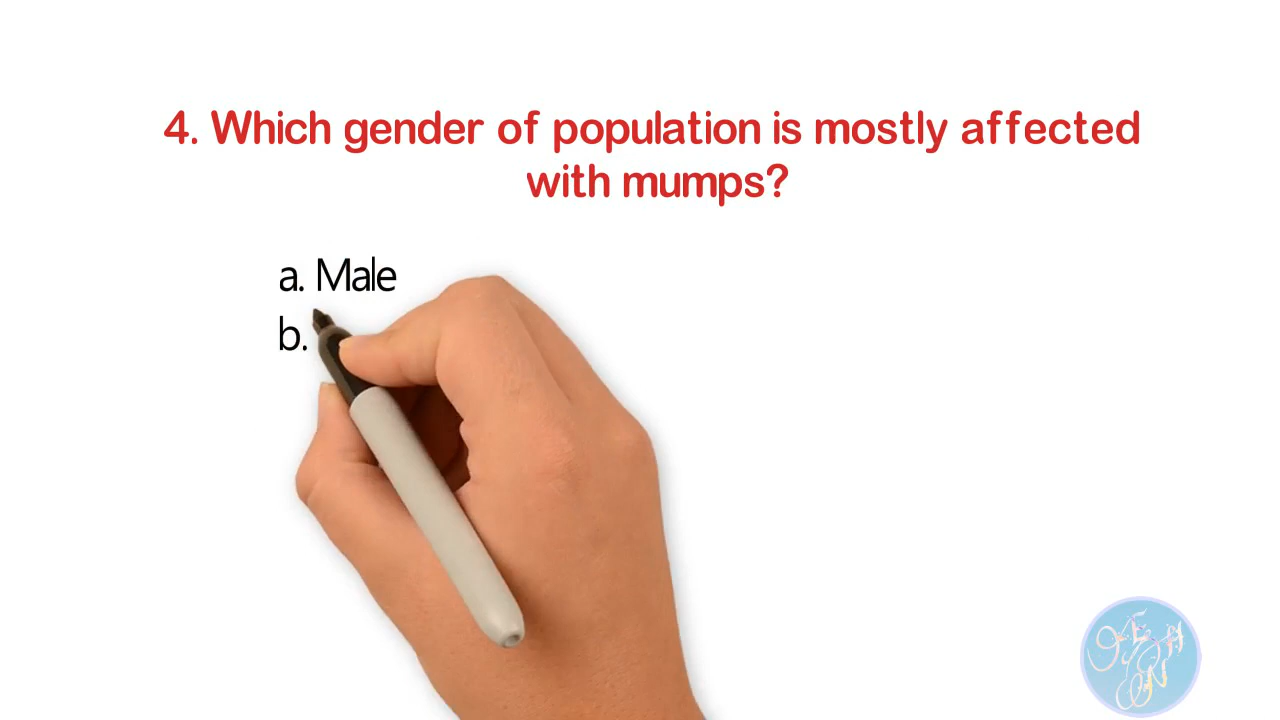 4. Which gender of population is mostly affected
with mumps?
a. Male
b.